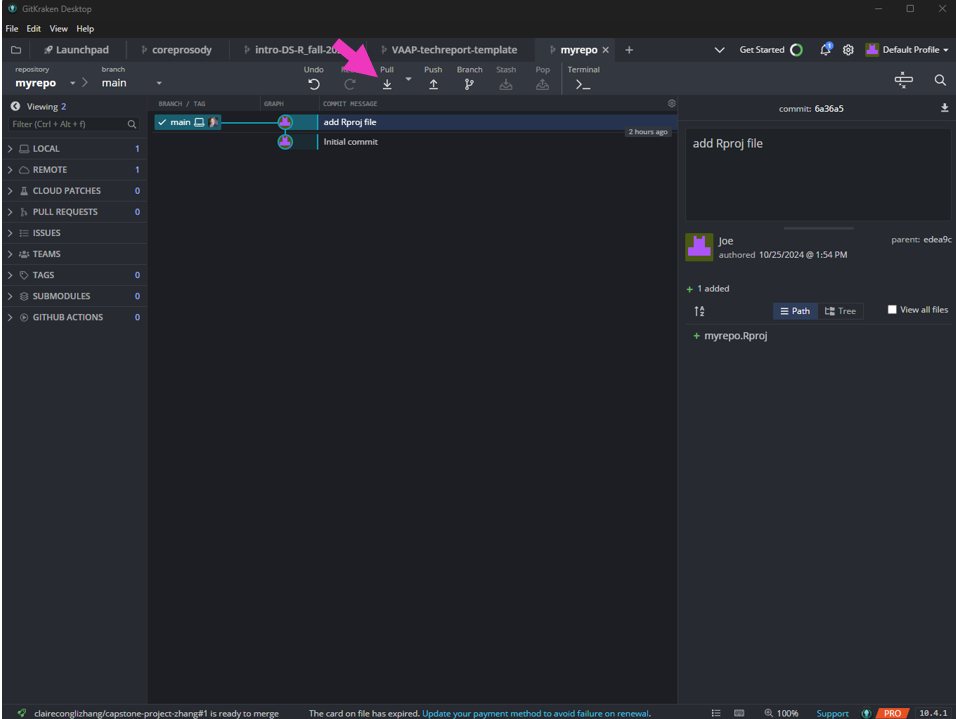 GitKraken Desktop
File Edit View Help
Launchpad coreprosody intro-DS-R_fall-20 VAAP-techreport-template myrepo Get Started 1 Default Profile
repository branch Undo Pull Push Branch Stash Pop Terminal
myrepo main
Viewing 2
Filter (Ctrl + Alt + f)
LOCAL 1
REMOTE 1
CLOUD PATCHES 0
PULL REQUESTS 0
ISSUES
TEAMS
TAGS 0
SUBMODULES 0
GITHUB ACTIONS 0
BRANCH / TAG GRAPH COMMIT MESSAGE
main add Rproj file
2 hours ago
Initial commit
commit: 6a36a5
add Rproj file
Joe parent: edea9c
authored 10/25/2024 @ 1:54 PM
+ 1 added
Path Tree View all files
+ myrepo.Rproj
claireconglizhang/capstone-project-zhang#1 is ready to merge The card on file has expired. Update your payment method to avoid failure on renewal. 100% Support PRO 10.4.1